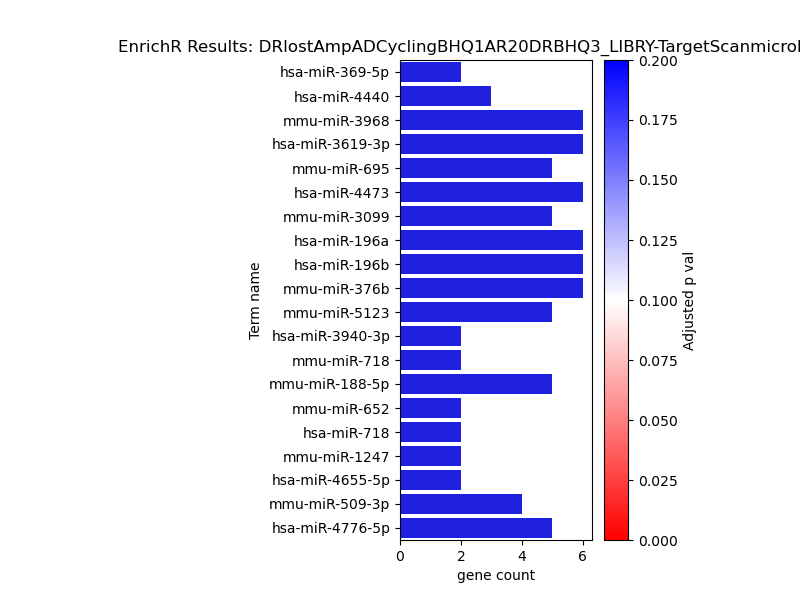 EnrichR Results: DRlostAmpADCyclingBHQ1AR20DRBHQ3_LIBRY-TargetScanmicro
hsa-miR-369-5p
hsa-miR-4440
mmu-miR-3968
hsa-miR-3619-3p
mmu-miR-695
hsa-miR-4473
mmu-miR-3099
hsa-miR-196a
hsa-miR-196b
mmu-miR-376b
mmu-miR-5123
hsa-miR-3940-3p
mmu-miR-718
mmu-miR-188-5p
mmu-miR-652
hsa-miR-718
mmu-miR-1247
hsa-miR-4655-5p
mmu-miR-509-3p
hsa-miR-4776-5p
Term name
0 2 4 6
gene count
0.200
0.175
0.150
0.125
0.100
0.075
0.050
0.025
0.000
Adjusted p val